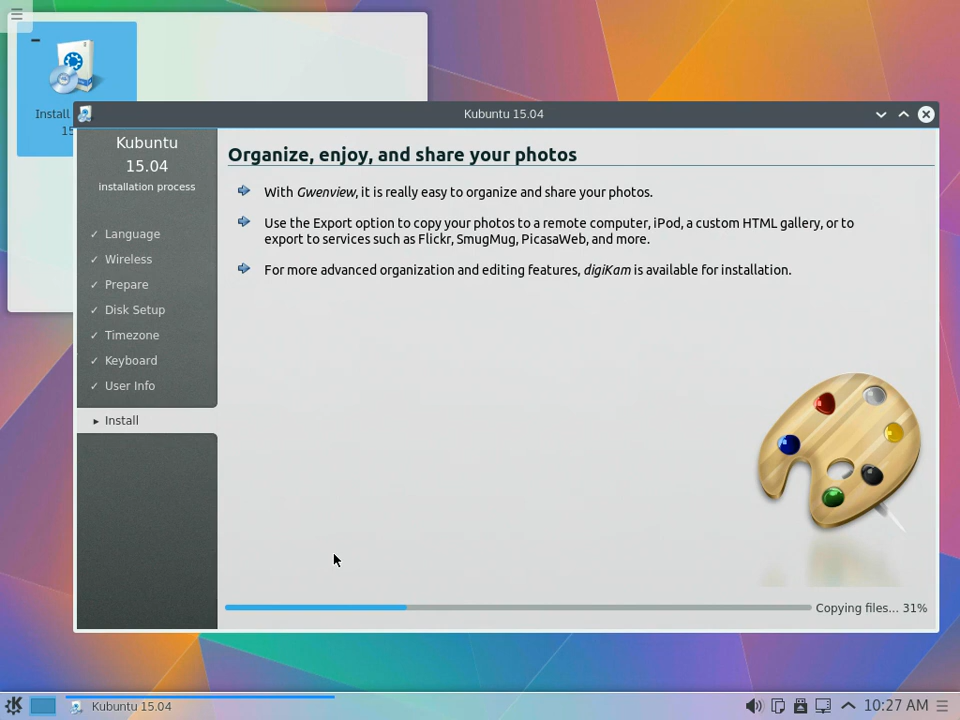 Install
15
Kubuntu 15.04
Kubuntu
15.04
installation process
✓ Language
✓ Wireless
✓ Prepare
✓ Disk Setup
✓ Timezone
✓ Keyboard
✓ User Info
▸ Install
Organize, enjoy, and share your photos
With Gwenview, it is really easy to organize and share your photos.
Use the Export option to copy your photos to a remote computer, iPod, a custom HTML gallery, or to
export to services such as Flickr, SmugMug, PicasaWeb, and more.
For more advanced organization and editing features, digiKam is available for installation.
Copying files... 31%
Kubuntu 15.04
10:27 AM